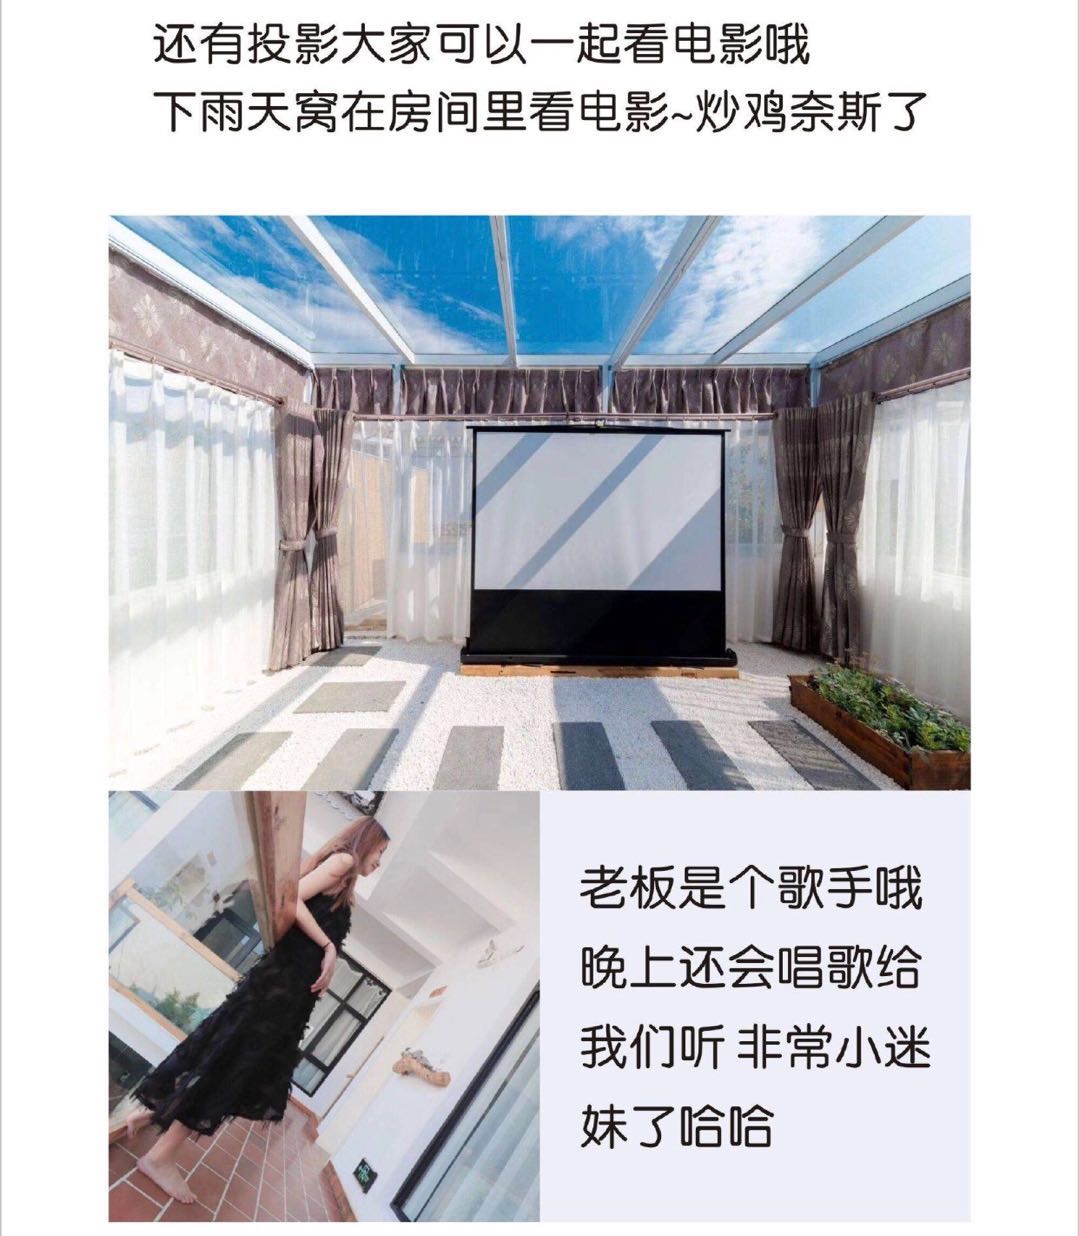 还有投影大家可以一起看电影哦
下雨天窝在房间里看电影~炒鸡奈斯了
老板是个歌手哦
晚上还会唱歌给
我们听 非常小迷
妹了哈哈